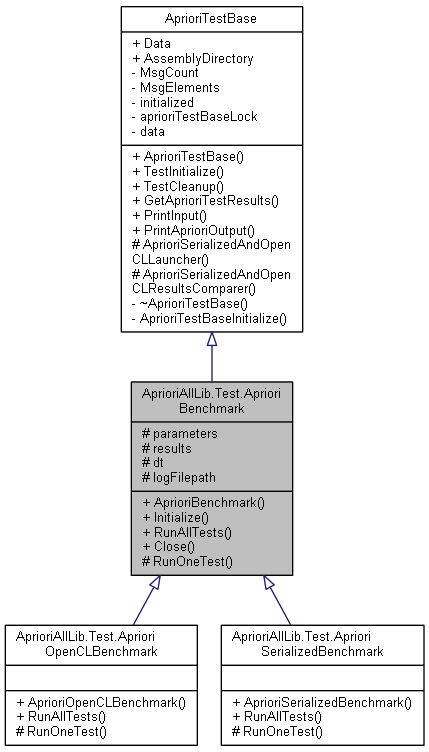 AprioriTestBase
+ Data
+ AssemblyDirectory
- MsgCount
- MsgElements
- initialized
- aprioriTestBaseLock
- data
+ AprioriTestBase()
+ TestInitialize()
+ TestCleanup()
+ GetAprioriTestResults()
+ PrintInput()
+ PrintAprioriOutput()
# AprioriSerializedAndOpen
CLLauncher()
# AprioriSerializedAndOpen
CLResultsComparer()
- ~AprioriTestBase()
- AprioriTestBaseInitialize()
AprioriAllLib.Test.Apriori
Benchmark
# parameters
# results
# dt
# logFilepath
+ AprioriBenchmark()
+ Initialize()
+ RunAllTests()
+ Close()
# RunOneTest()
AprioriAllLib.Test.Apriori
OpenCLBenchmark
+ AprioriOpenCLBenchmark()
+ RunAllTests()
# RunOneTest()
AprioriAllLib.Test.Apriori
SerializedBenchmark
+ AprioriSerializedBenchmark()
+ RunAllTests()
# RunOneTest()